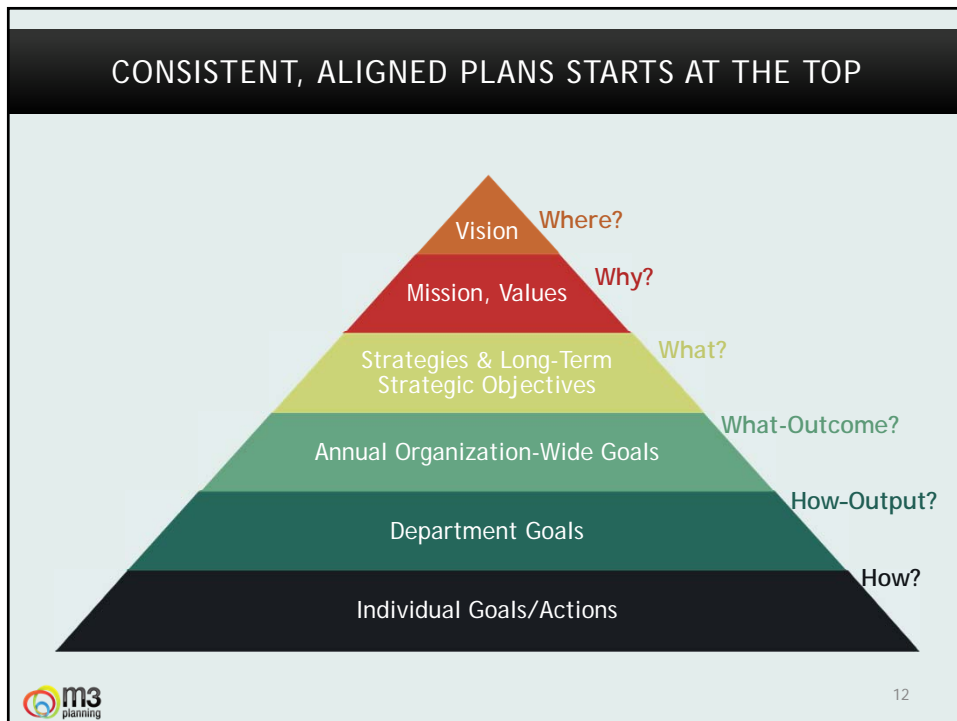 CONSISTENT, ALIGNED PLANS STARTS AT THE TOP
Vision
Where?
Mission, Values
Why?
Strategies & Long-Term
Strategic Objectives
What?
Annual Organization-Wide Goals
What-Outcome?
Department Goals
How-Output?
Individual Goals/Actions
How?
m3
planning
12